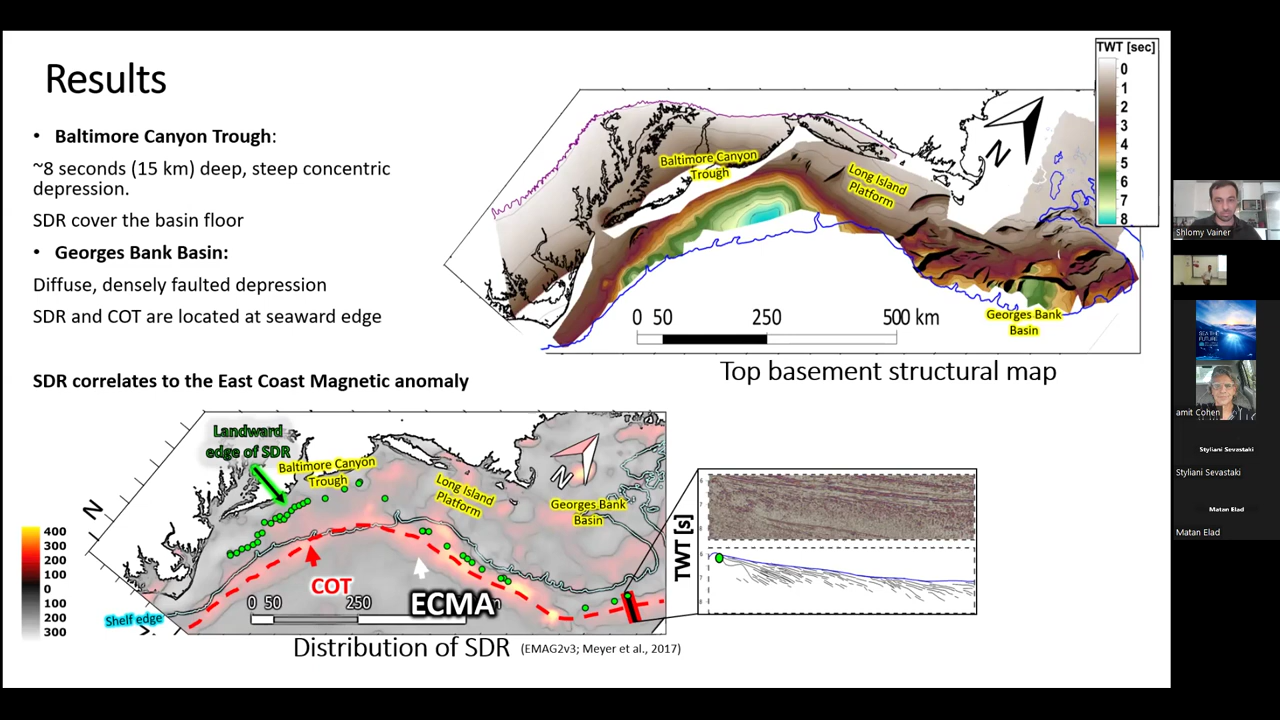 Results
• Baltimore Canyon Trough:
~8 seconds (15 km) deep, steep concentric
depression.
SDR cover the basin floor
• Georges Bank Basin:
Diffuse, densely faulted depression
SDR and COT are located at seaward edge
SDR correlates to the East Coast Magnetic anomaly
TWT [sec]
0
1
2
3
4
5
6
7
8
N
Baltimore Canyon
Trough
Long Island
Platform
Georges Bank
Basin
0 50 250 500 km
Top basement structural map
Landward
edge of SDR
Baltimore Canyon
Trough
Long Island
Platform
Georges Bank
Basin
N
N
400
300
200
100
0
100
200
300
COT
ECMA
0 50 250
Shelf edge
TWT [s]
Distribution of SDR (EMAG2v3; Meyer et al., 2017)
Shlomy Vainer
SEA THE
FUTURE
amit Cohen
Styliani Sevastaki
Styliani Sevastaki
Matan Elad
Matan Elad